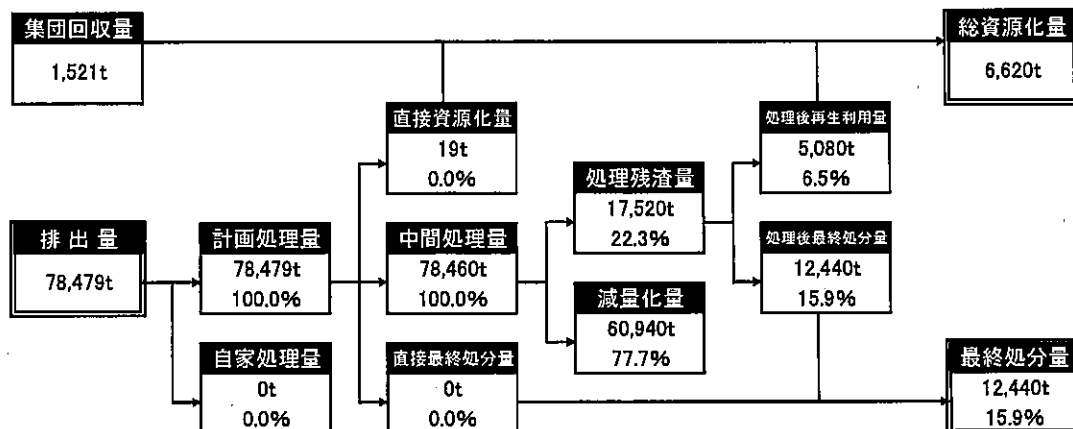 集団回収量
1,521t
総資源化量
6,620t
直接資源化量
19t
0.0%
処理後再生利用量
5,080t
6.5%
処理残渣量
17,520t
22.3%
排出量
78,479t
計画処理量
78,479t
100.0%
中間処理量
78,460t
100.0%
処理後最終処分量
12,440t
15.9%
減量化量
60,940t
77.7%
自家処理量
0t
0.0%
直接最終処分量
0t
0.0%
最終処分量
12,440t
15.9%